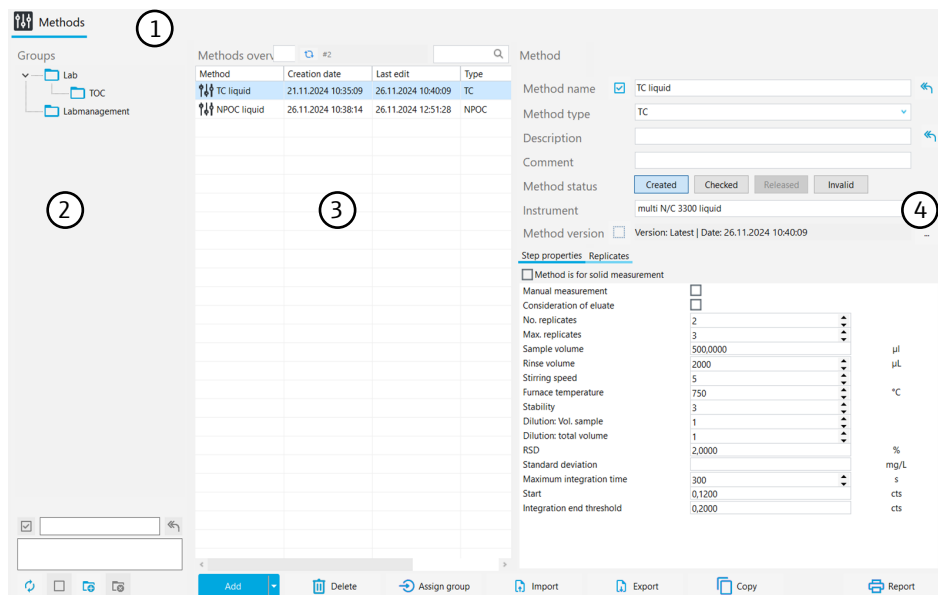 Methods
1
Groups
Lab
TOC
Labmanagement
2
Methods overv
#2
Method Creation date Last edit Type
TC liquid 21.11.2024 10:35:09 26.11.2024 10:40:09 TC
NPOC liquid 26.11.2024 10:38:14 26.11.2024 12:51:28 NPOC
3
Method
Method name TC liquid
Method type TC
Description
Comment
Method status Created Checked Released Invalid
Instrument multi N/C 3300 liquid
4
Method version Version: Latest | Date: 26.11.2024 10:40:09 ...
Step properties Replicates
Method is for solid measurement
Manual measurement
Consideration of eluate
No. replicates 2
Max. replicates 3
Sample volume 500,0000 µl
Rinse volume 2000 µL
Stirring speed 5
Furnace temperature 750 °C
Stability 3
Dilution: Vol. sample 1
Dilution: total volume 1
RSD 2,0000 %
Standard deviation mg/L
Maximum integration time 300 s
Start 0,1200 cts
Integration end threshold 0,2000 cts
Add Delete Assign group Import Export Copy Report